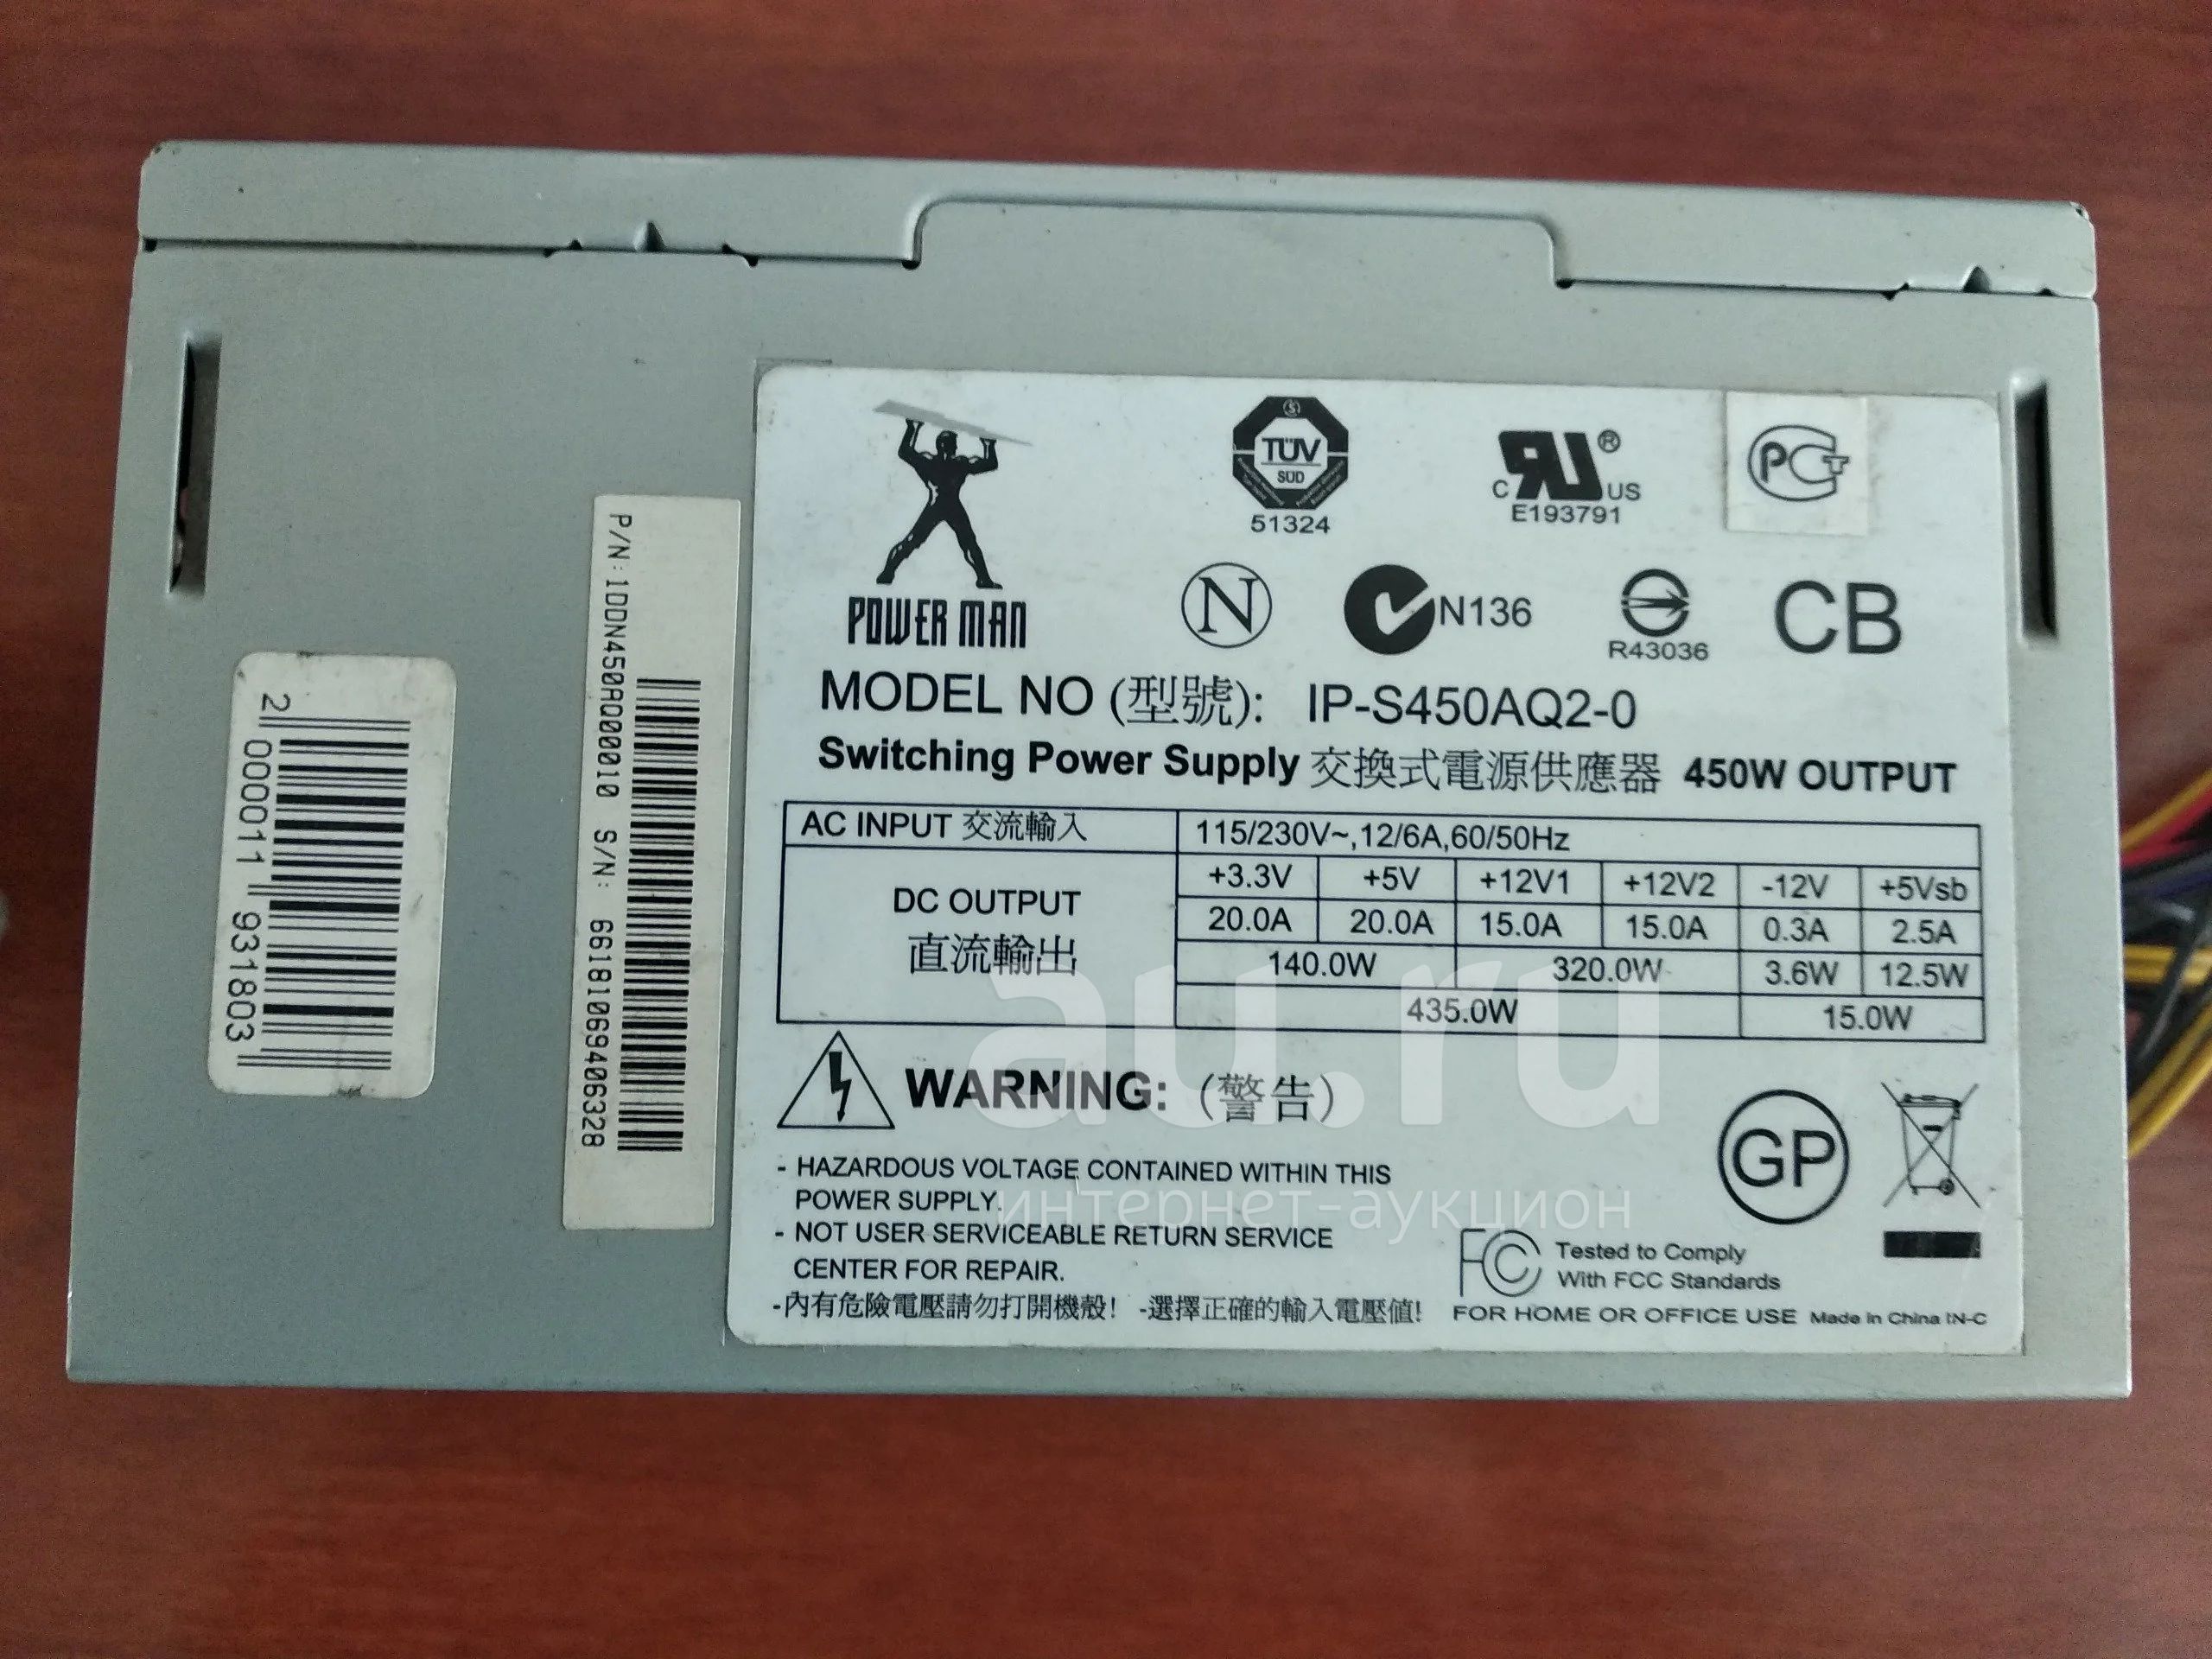 2 000011 931803
P/N:1DDN450AQ00010 S/N: 66181069406328
POWER MAN
TÜV
SÜD
51324
C US ®
E193791
PCT
N
N136
R43036
CB
MODEL NO (型號): IP-S450AQ2-0
Switching Power Supply 交換式電源供應器 450W OUTPUT
AC INPUT 交流輸入 115/230V~,12/6A,60/50Hz
DC OUTPUT
直流輸出
+3.3V +5V +12V1 +12V2 -12V +5Vsb
20.0A 20.0A 15.0A 15.0A 0.3A 2.5A
140.0W 320.0W 3.6W 12.5W
435.0W 15.0W
WARNING: (警告)
- HAZARDOUS VOLTAGE CONTAINED WITHIN THIS
POWER SUPPLY.
- NOT USER SERVICEABLE RETURN SERVICE
CENTER FOR REPAIR.
-內有危險電壓請勿打開機殼! -選擇正確的輸入電壓值!
GP
FC Tested to Comply
With FCC Standards
FOR HOME OR OFFICE USE Made In China IN-C
au.ru
интернет-аукцион